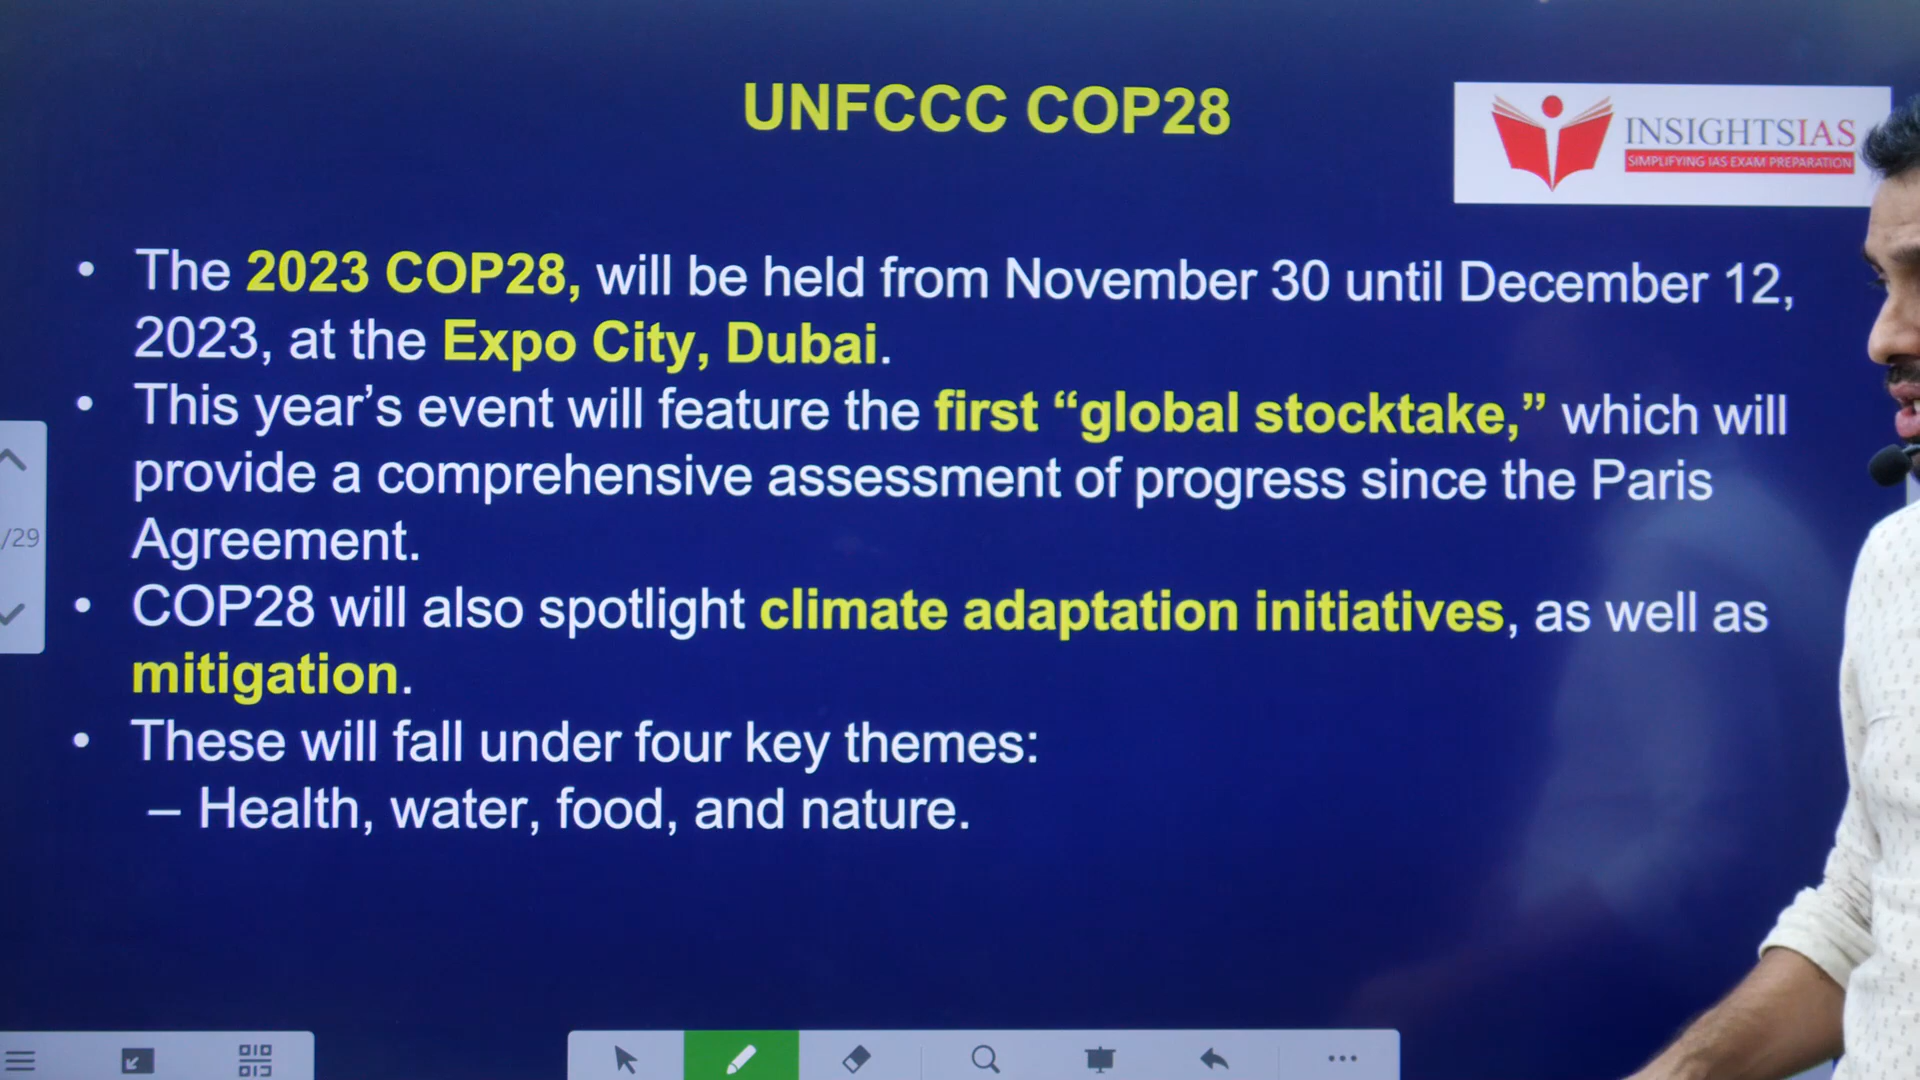 UNFCCC COP28
INSIGHTSIAS
SIMPLIFYING IAS EXAM PREPARATION
• The 2023 COP28, will be held from November 30 until December 12,
2023, at the Expo City, Dubai.
• This year’s event will feature the first “global stocktake,” which will
provide a comprehensive assessment of progress since the Paris
Agreement.
• COP28 will also spotlight climate adaptation initiatives, as well as
mitigation.
• These will fall under four key themes:
– Health, water, food, and nature.
/29